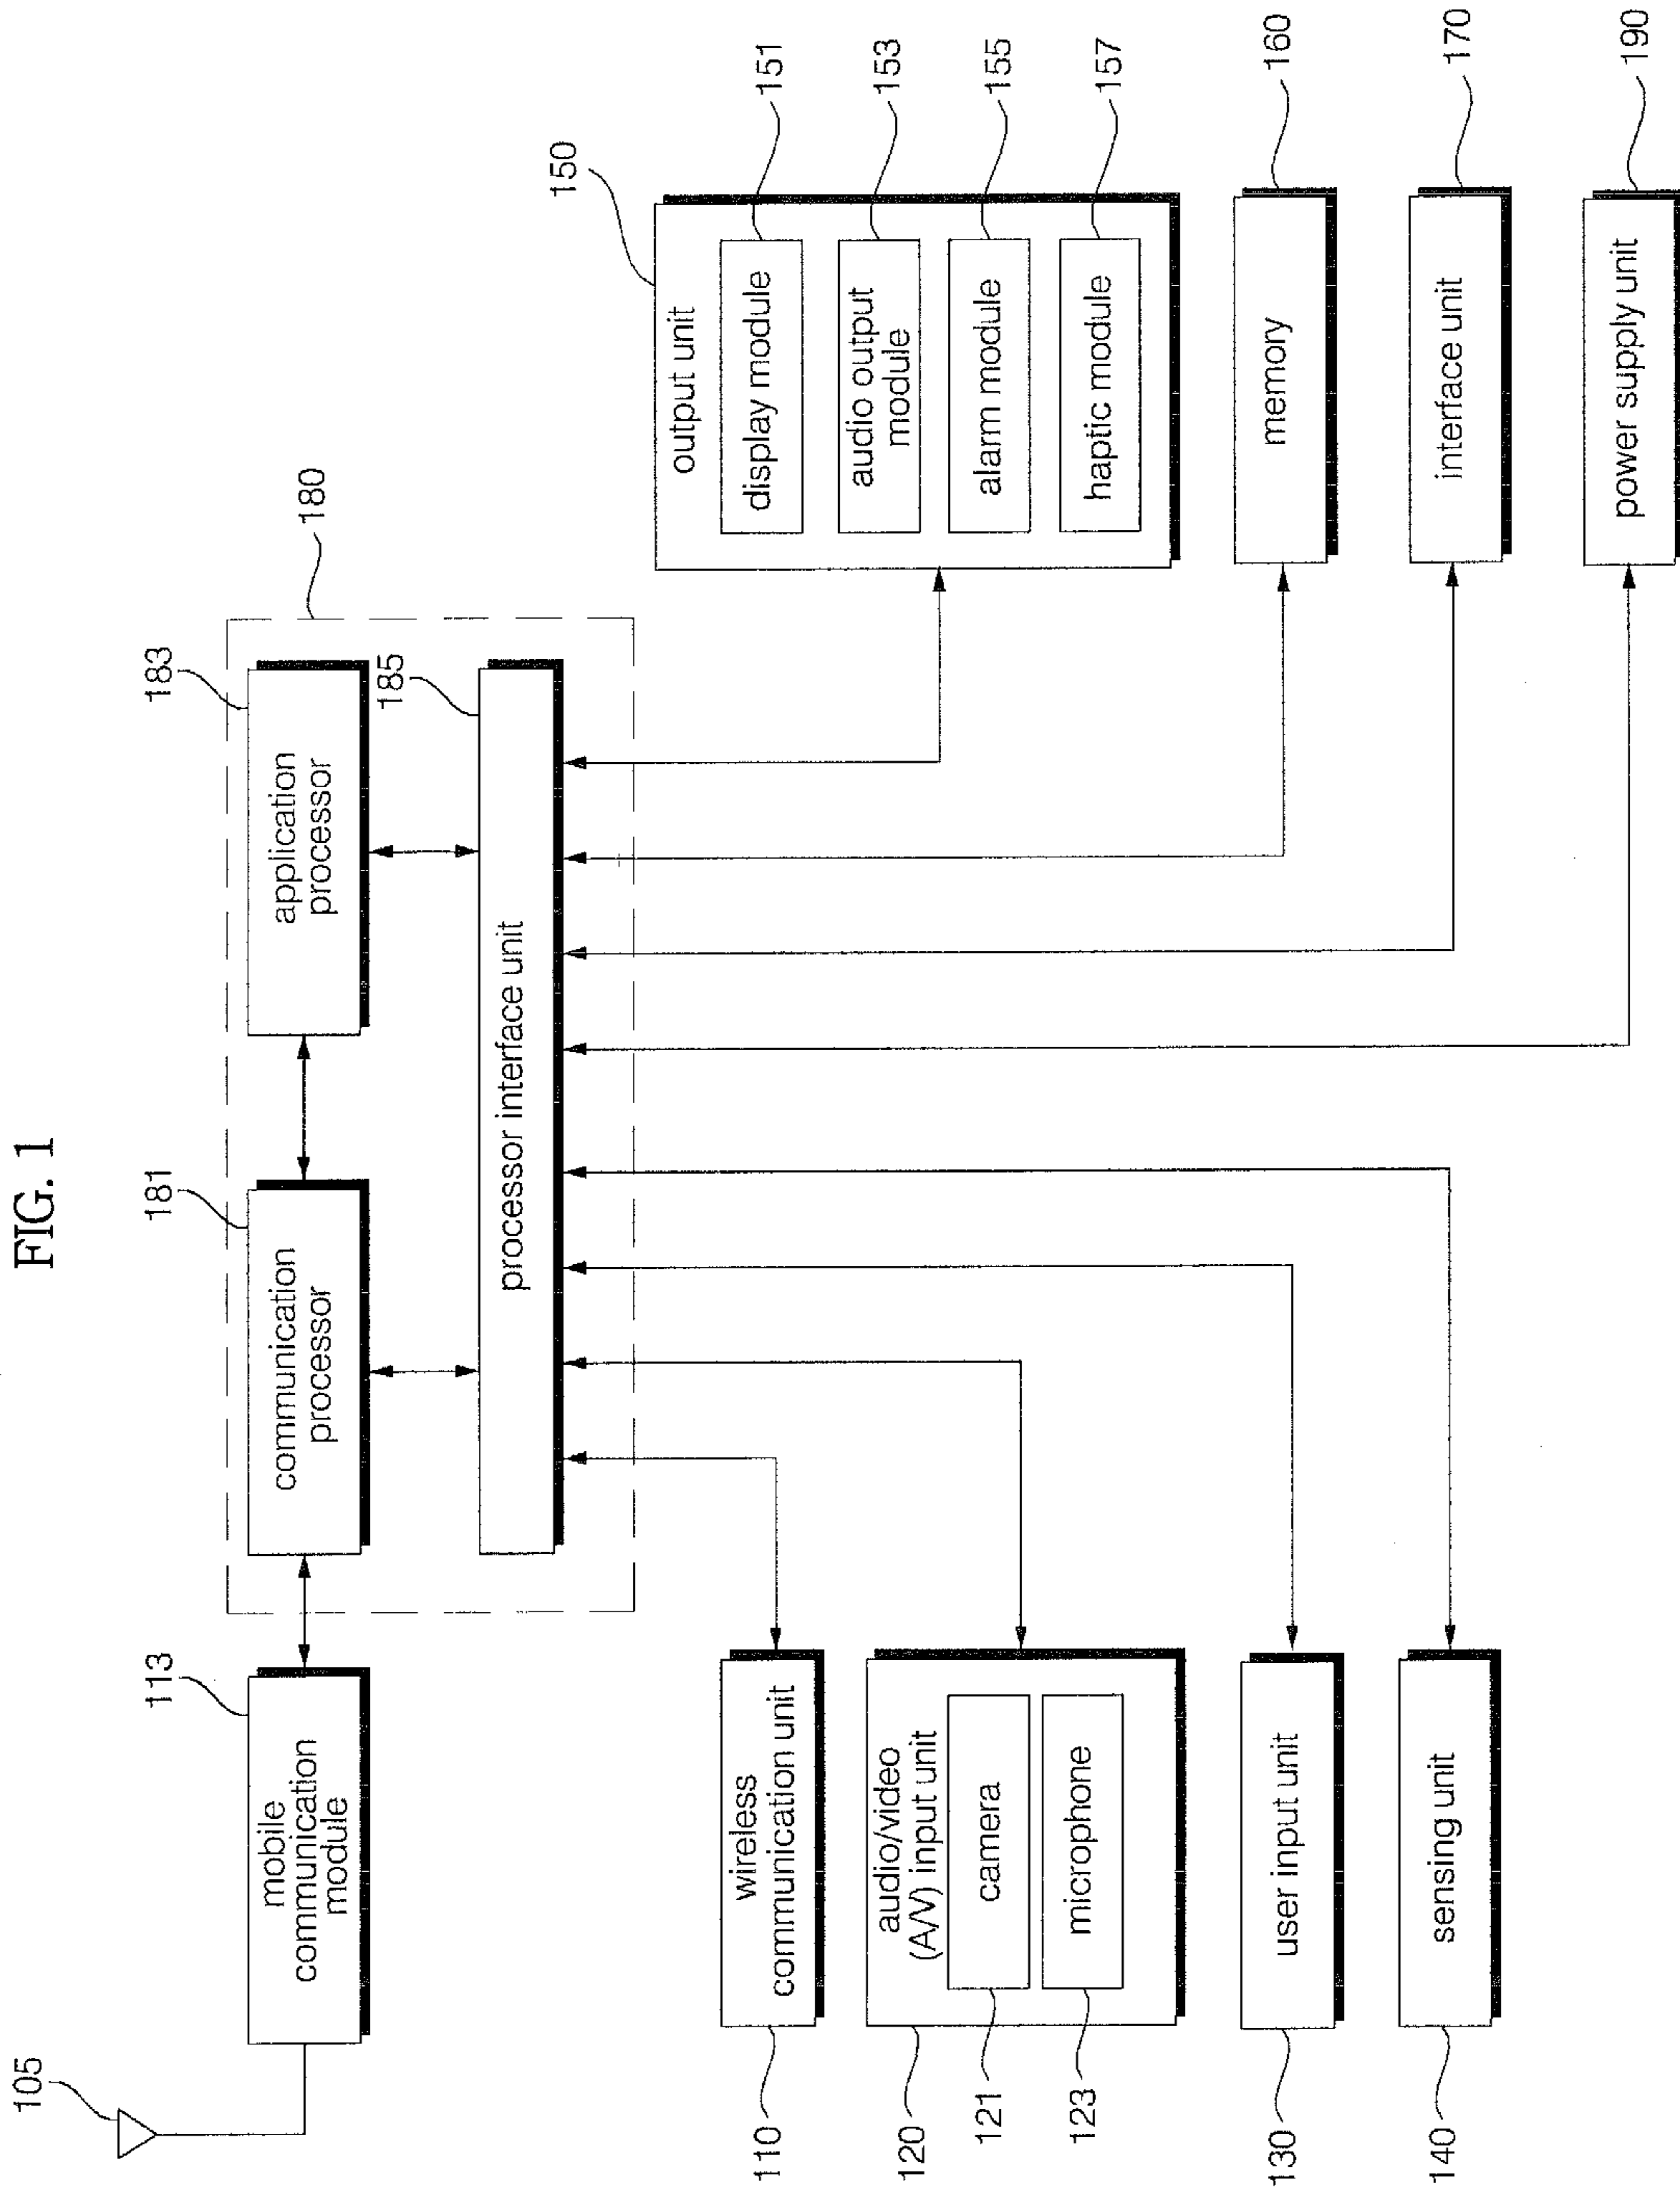 FIG. 1
105
113
mobile
communication
module
181
communication
processor
183
application
processor
180
185
processor interface unit
110
wireless
communication unit
120
audio/video
(A/V) input unit
121
camera
123
microphone
130
user input unit
140
sensing unit
150
output unit
display module
151
audio output
module
153
alarm module
155
haptic module
157
memory
160
interface unit
170
power supply unit
190